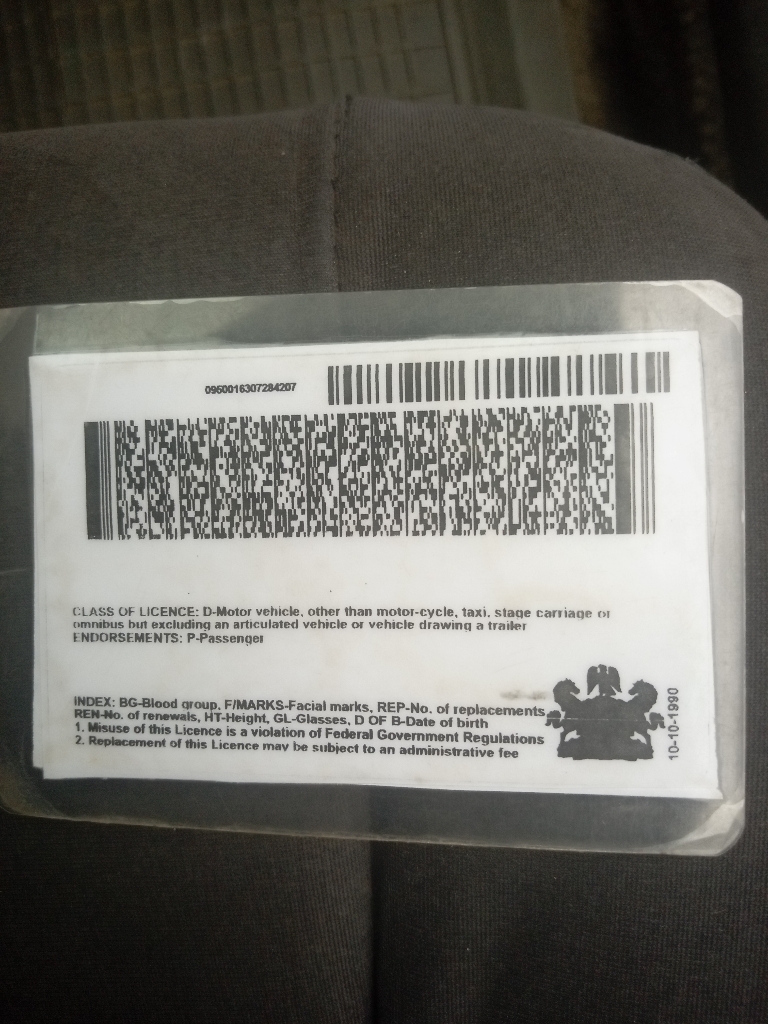 0950016307284207
CLASS OF LICENCE: D-Motor vehicle, other than motor-cycle, taxi, stage carriage or
omnibus but excluding an articulated vehicle or vehicle drawing a trailer
ENDORSEMENTS: P-Passenger
INDEX: BG-Blood group, F/MARKS-Facial marks, REP-No. of replacements
REN-No. of renewals, HT-Height, GL-Glasses, D OF B-Date of birth
1. Misuse of this Licence is a violation of Federal Government Regulations
2. Replacement of this Licence may be subject to an administrative fee
10-10-1990